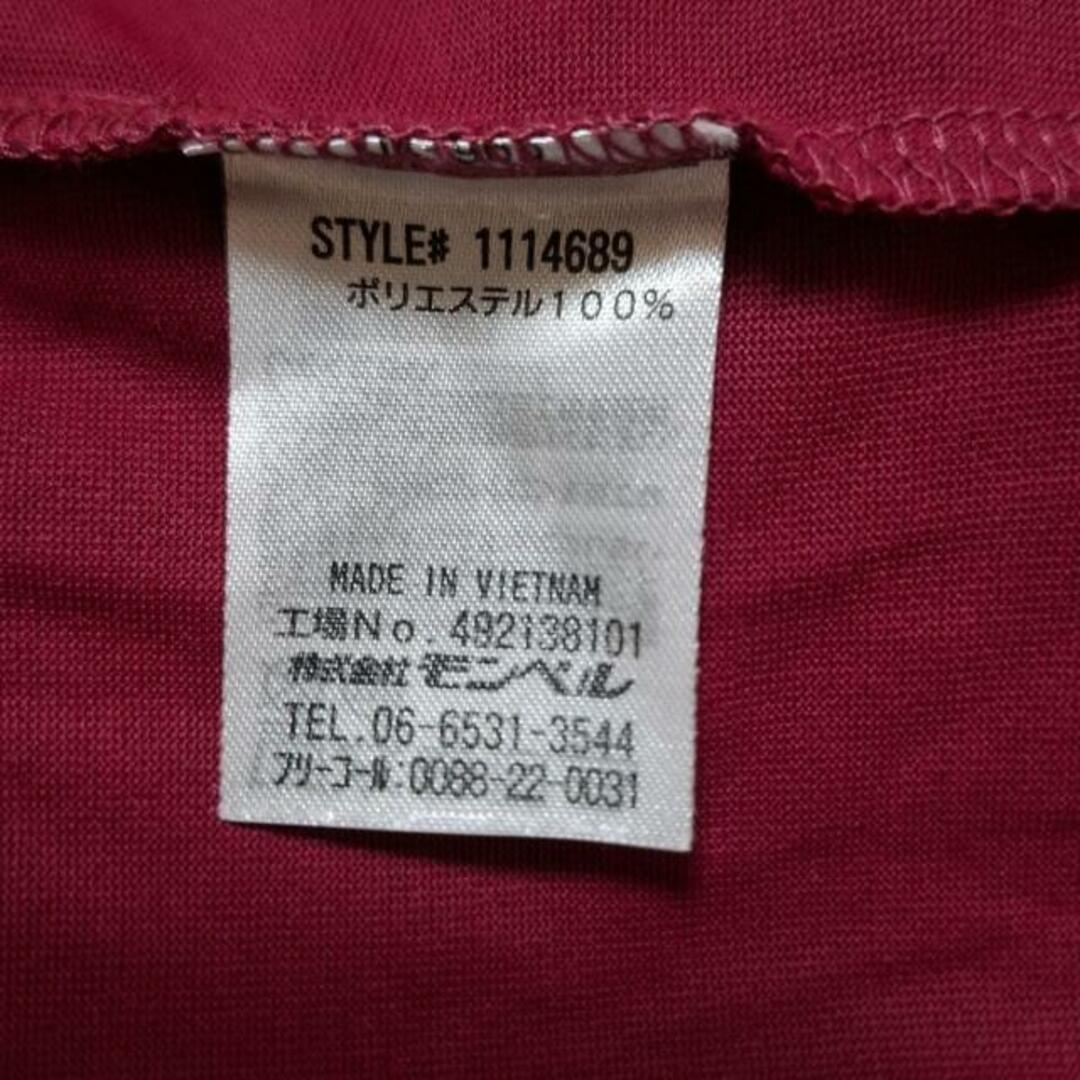 STYLE# 1114689
ポリエステル100%
MADE IN VIETNAM
工場No.492138101
株式会社モンベル
TEL.06-6531-3544
フリーコール:0088-22-0031